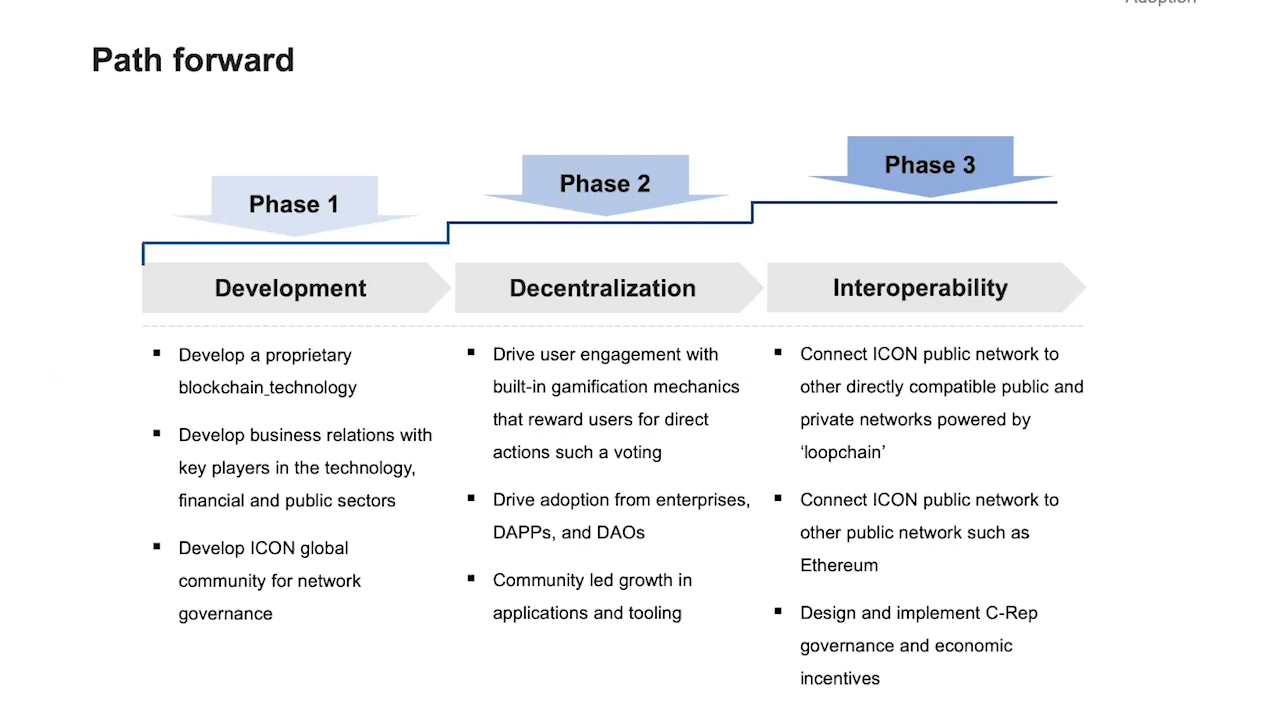 Adoption
Path forward
Phase 1
Phase 2
Phase 3
Development
Decentralization
Interoperability
▪ Develop a proprietary
blockchain technology
▪ Develop business relations with
key players in the technology,
financial and public sectors
▪ Develop ICON global
community for network
governance
▪ Drive user engagement with
built-in gamification mechanics
that reward users for direct
actions such a voting
▪ Drive adoption from enterprises,
DAPPs, and DAOs
▪ Community led growth in
applications and tooling
▪ Connect ICON public network to
other directly compatible public and
private networks powered by
‘loopchain’
▪ Connect ICON public network to
other public network such as
Ethereum
▪ Design and implement C-Rep
governance and economic
incentives